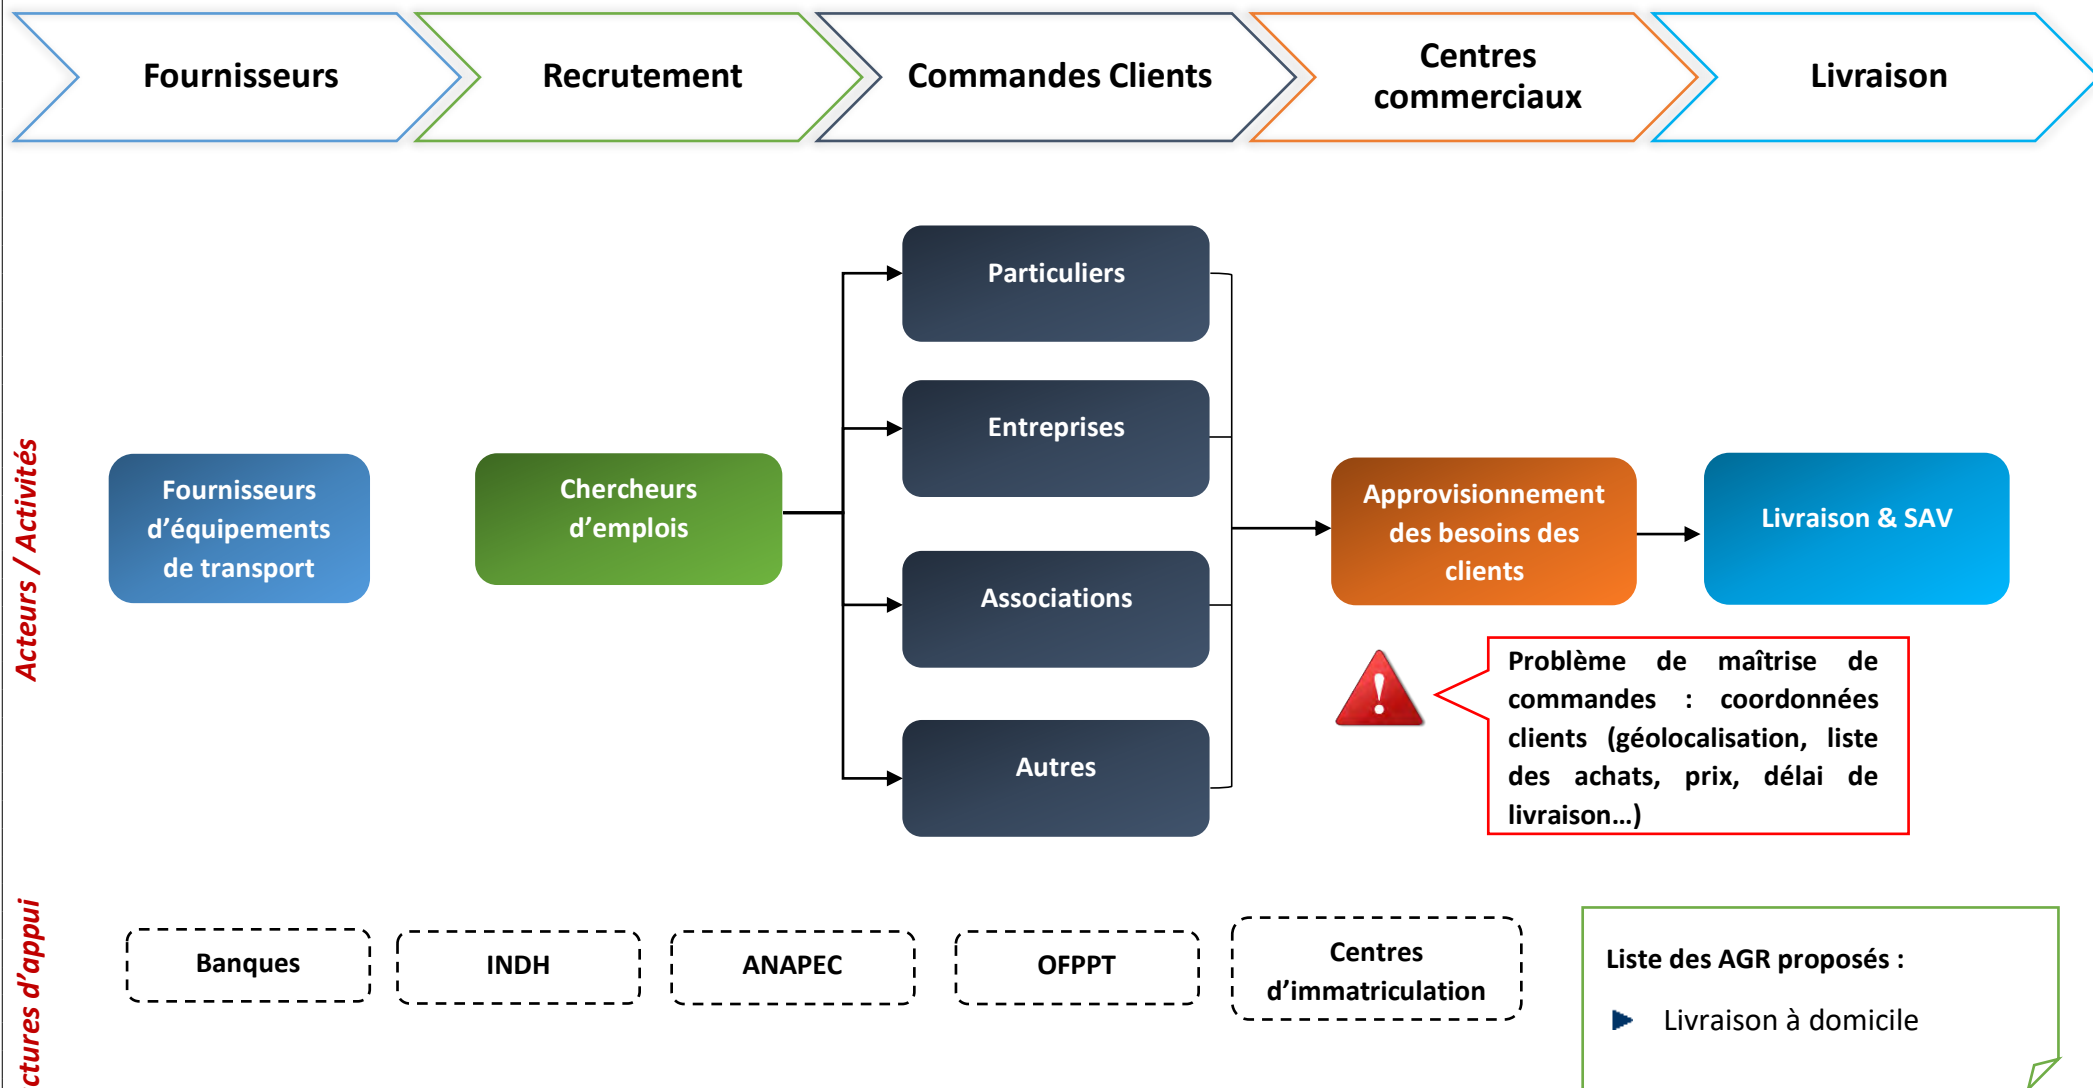 Fournisseurs
Recrutement
Commandes Clients
Centres
commerciaux
Livraison
Acteurs / Activités
Fournisseurs
d’équipements
de transport
Chercheurs
d’emplois
Particuliers
Entreprises
Associations
Autres
Approvisionnement
des besoins des
clients
Livraison & SAV
Problème de maîtrise de
commandes : coordonnées
clients (géolocalisation, liste
des achats, prix, délai de
livraison…)
ctures d’appui
Banques
INDH
ANAPEC
OFPPT
Centres
d’immatriculation
Liste des AGR proposés :
Livraison à domicile